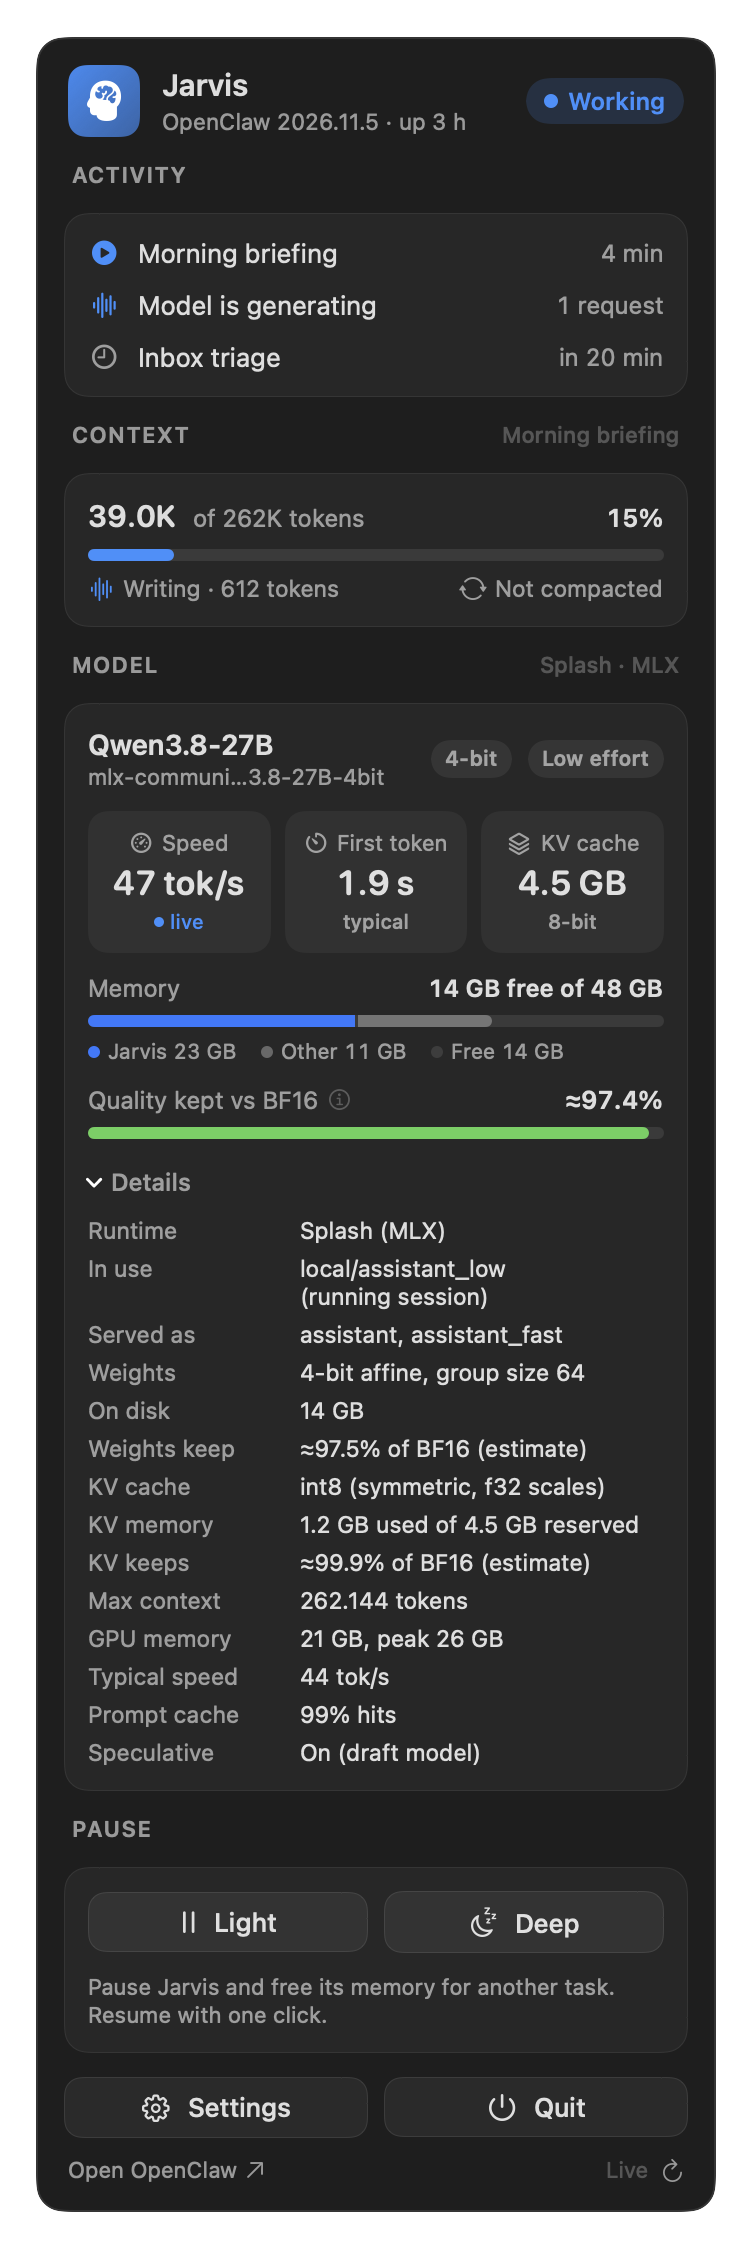 Jarvis
OpenClaw 2026.11.5 · up 3 h
Working
ACTIVITY
Morning briefing 4 min
Model is generating 1 request
Inbox triage in 20 min
CONTEXT Morning briefing
39.0K of 262K tokens 15%
Writing · 612 tokens Not compacted
MODEL Splash · MLX
Qwen3.8-27B
mlx-communi...3.8-27B-4bit
4-bit Low effort
Speed First token KV cache
47 tok/s 1.9 s 4.5 GB
live typical 8-bit
Memory 14 GB free of 48 GB
Jarvis 23 GB Other 11 GB Free 14 GB
Quality kept vs BF16 ≈97.4%
Details
Runtime Splash (MLX)
In use local/assistant_low
(running session)
Served as assistant, assistant_fast
Weights 4-bit affine, group size 64
On disk 14 GB
Weights keep ≈97.5% of BF16 (estimate)
KV cache int8 (symmetric, f32 scales)
KV memory 1.2 GB used of 4.5 GB reserved
KV keeps ≈99.9% of BF16 (estimate)
Max context 262.144 tokens
GPU memory 21 GB, peak 26 GB
Typical speed 44 tok/s
Prompt cache 99% hits
Speculative On (draft model)
PAUSE
Light Deep
Pause Jarvis and free its memory for another task.
Resume with one click.
Settings Quit
Open OpenClaw Live